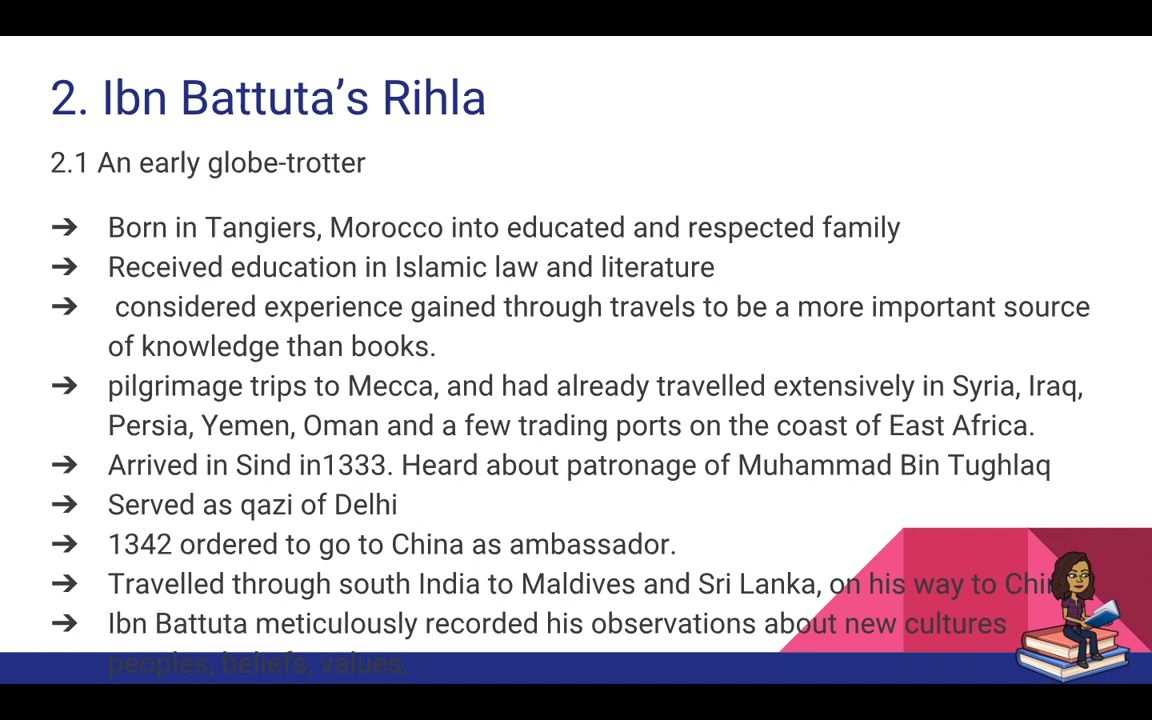 2. Ibn Battuta’s Rihla
2.1 An early globe-trotter
➔ Born in Tangiers, Morocco into educated and respected family
➔ Received education in Islamic law and literature
➔ considered experience gained through travels to be a more important source
of knowledge than books.
➔ pilgrimage trips to Mecca, and had already travelled extensively in Syria, Iraq,
Persia, Yemen, Oman and a few trading ports on the coast of East Africa.
➔ Arrived in Sind in1333. Heard about patronage of Muhammad Bin Tughlaq
➔ Served as qazi of Delhi
➔ 1342 ordered to go to China as ambassador.
➔ Travelled through south India to Maldives and Sri Lanka, on his way to
➔ Ibn Battuta meticulously recorded his observations about new cultures
peoples, beliefs, values,